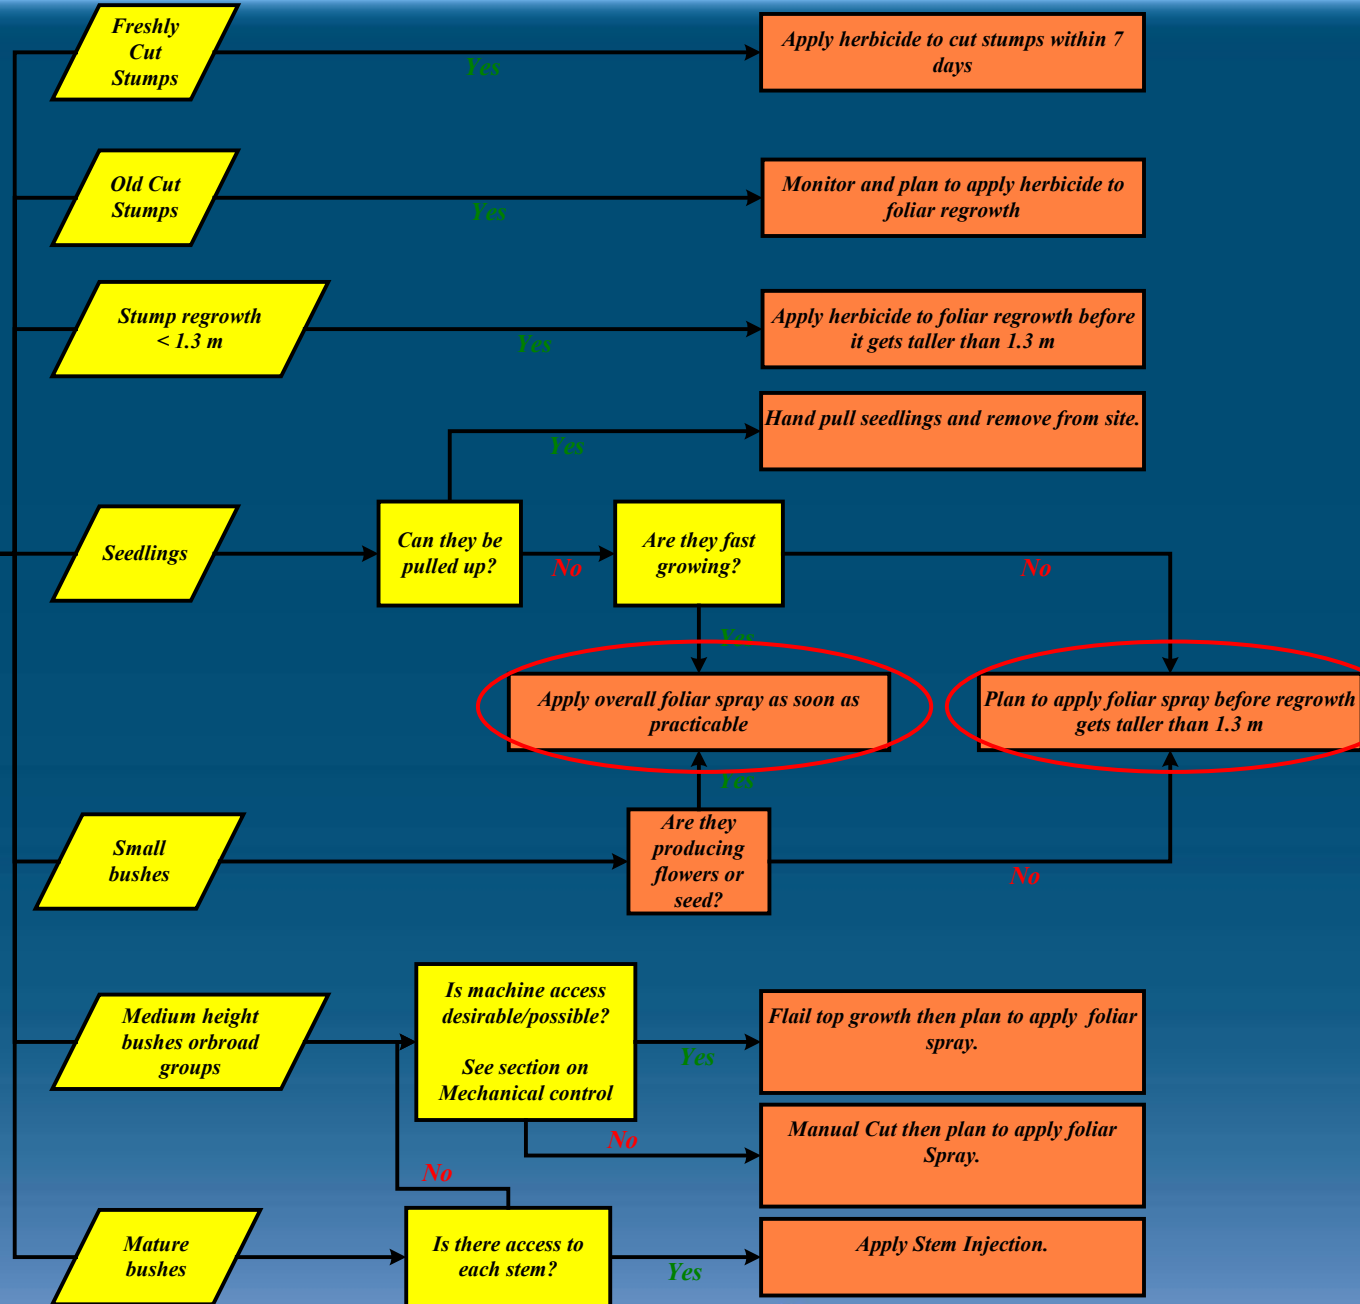 Freshly
Cut
Stumps
Yes
Apply herbicide to cut stumps within 7
days
Old Cut
Stumps
Yes
Monitor and plan to apply herbicide to
foliar regrowth
Stump regrowth
< 1.3 m
Yes
Apply herbicide to foliar regrowth before
it gets taller than 1.3 m
Yes
Hand pull seedlings and remove from site.
Seedlings
Can they be
pulled up?
No
Are they fast
growing?
No
Yes
Apply overall foliar spray as soon as
practicable
Plan to apply foliar spray before regrowth
gets taller than 1.3 m
Yes
Small
bushes
Are they
producing
flowers or
seed?
No
Medium height
bushes orbroad
groups
Is machine access
desirable/possible?
See section on
Mechanical control
Yes
Flail top growth then plan to apply foliar
spray.
No
Manual Cut then plan to apply foliar
Spray.
No
Mature
bushes
Is there access to
each stem?
Yes
Apply Stem Injection.